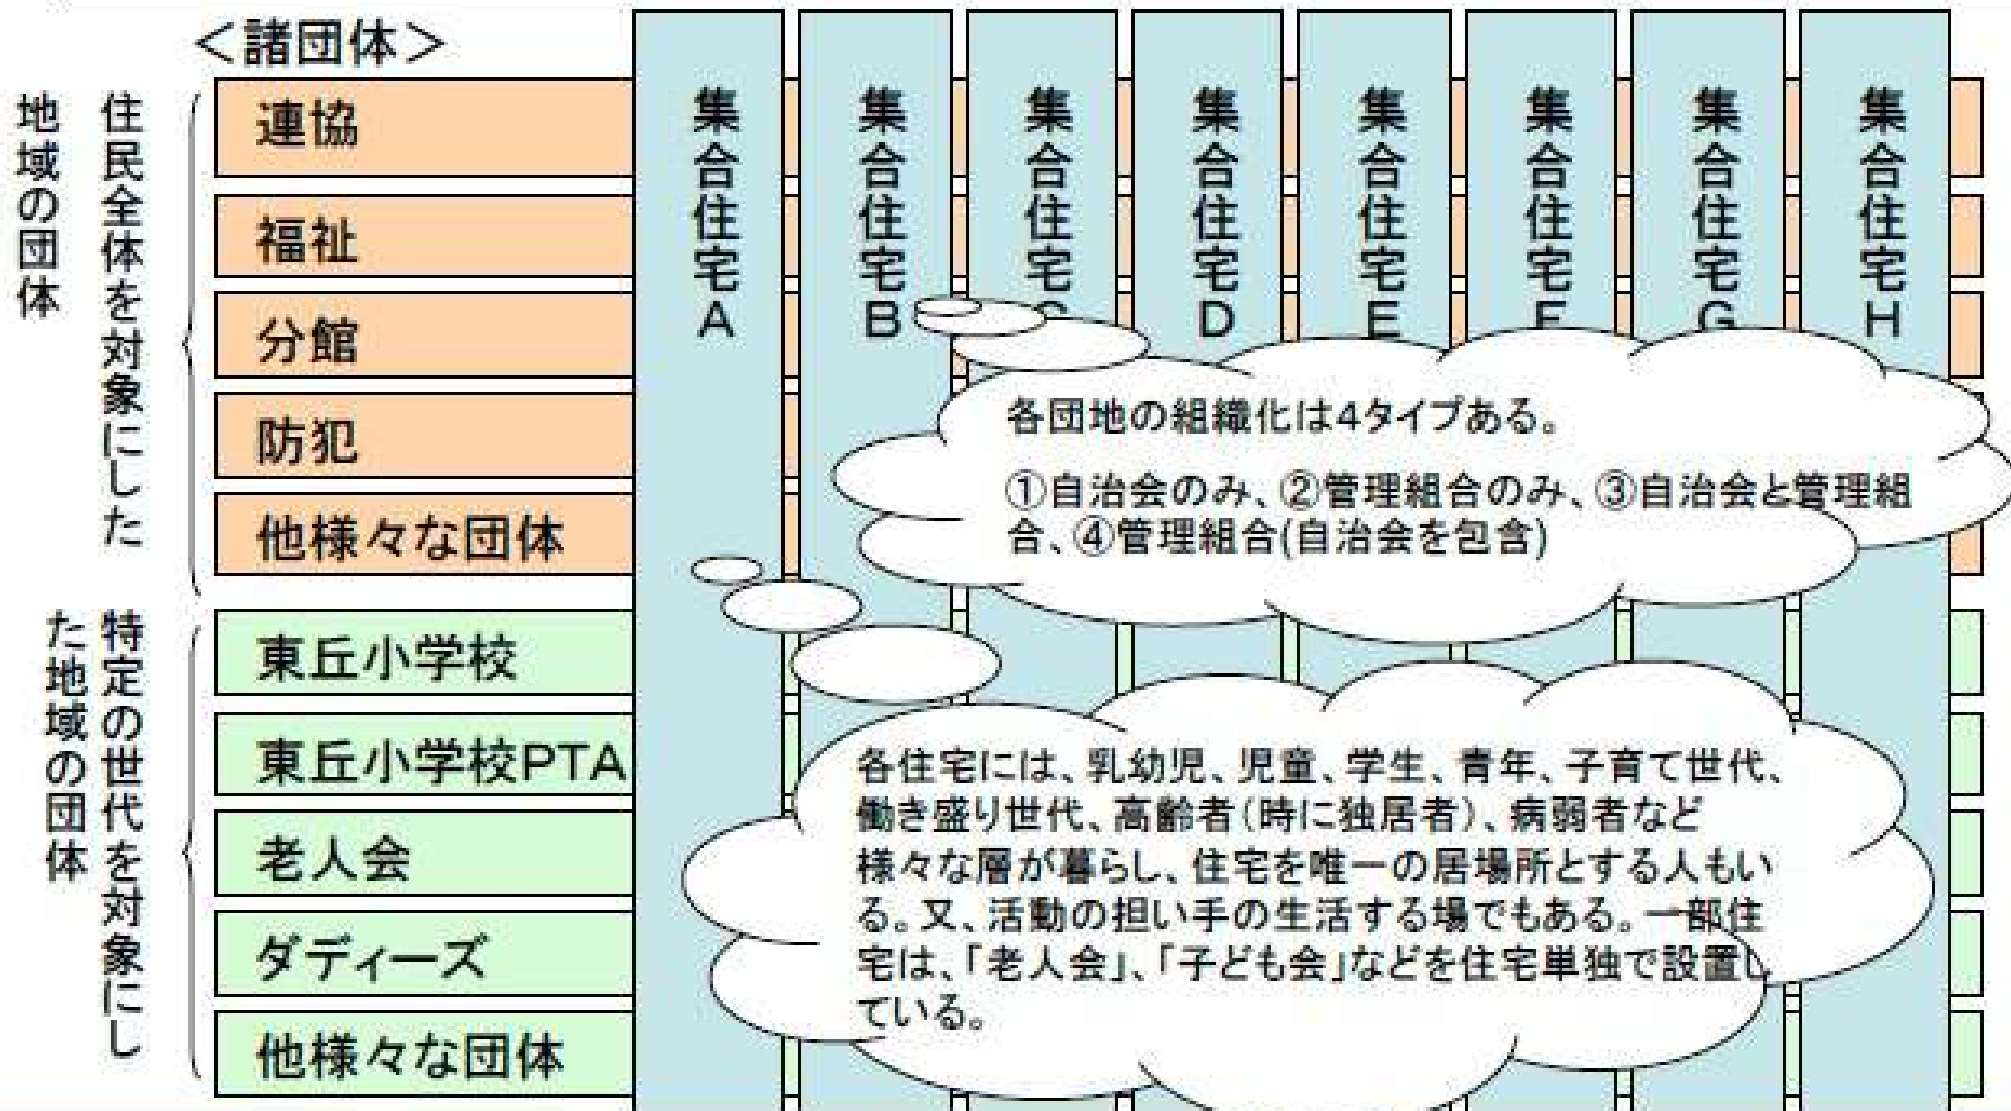 ＜諸団体＞
住民全体を対象にした
地域の団体
連協
福祉
分館
防犯
他様々な団体
特定の世代を対象にし
た地域の団体
東丘小学校
東丘小学校PTA
老人会
ダディーズ
他様々な団体
集合住宅A
集合住宅B
集合住宅C
集合住宅D
集合住宅E
集合住宅F
集合住宅G
集合住宅H
各団地の組織化は4タイプある。
①自治会のみ、②管理組合のみ、③自治会と管理組
合、④管理組合(自治会を包含)
各住宅には、乳幼児、児童、学生、青年、子育て世代、
働き盛り世代、高齢者（時に独居者）、病弱者など
様々な層が暮らし、住宅を唯一の居場所とする人もい
る。又、活動の担い手の生活する場でもある。一部住
宅は、「老人会」、「子ども会」などを住宅単独で設置し
ている。